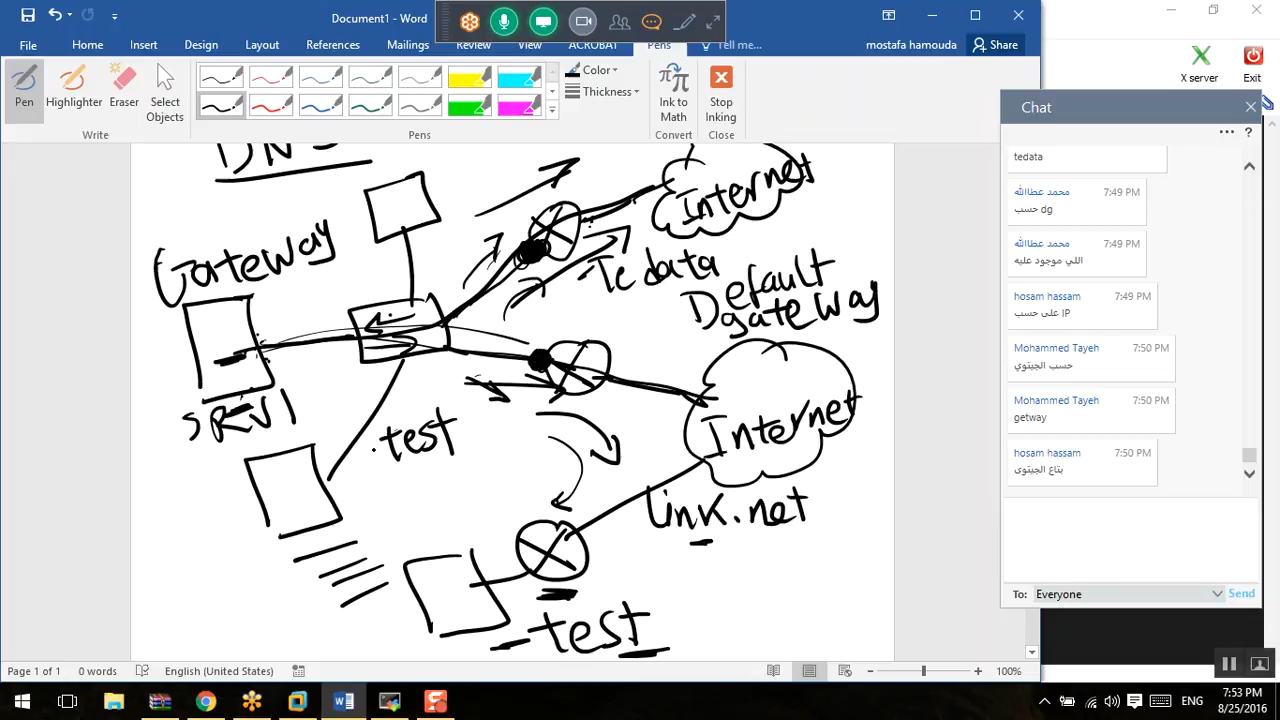 Document1 - Word
File
Home
Insert
Design
Layout
References
Mailings
Review
View
ACROBAT
Pens
Tell me...
mostafa hamouda
Share
Pen
Highlighter
Eraser
Select Objects
Color
Thickness
Ink to Math
Stop Inking
Write
Pens
Convert
Close
X server
Exit
DNS
Gateway
Internet
Te data
Default
gateway
SRV1
.test
Internet
link.net
test
Chat
tedata
محمد عطاالله
7:49 PM
حسب dg
محمد عطاالله
7:49 PM
اللي موجود عليه
hosam hassam
7:49 PM
على حسب IP
Mohammed Tayeh
7:50 PM
حسب الجيتوي
Mohammed Tayeh
7:50 PM
getway
hosam hassam
7:50 PM
بتاع الجيتوى
To:
Everyone
Send
Page 1 of 1
0 words
English (United States)
100%
ENG
7:53 PM
8/25/2016